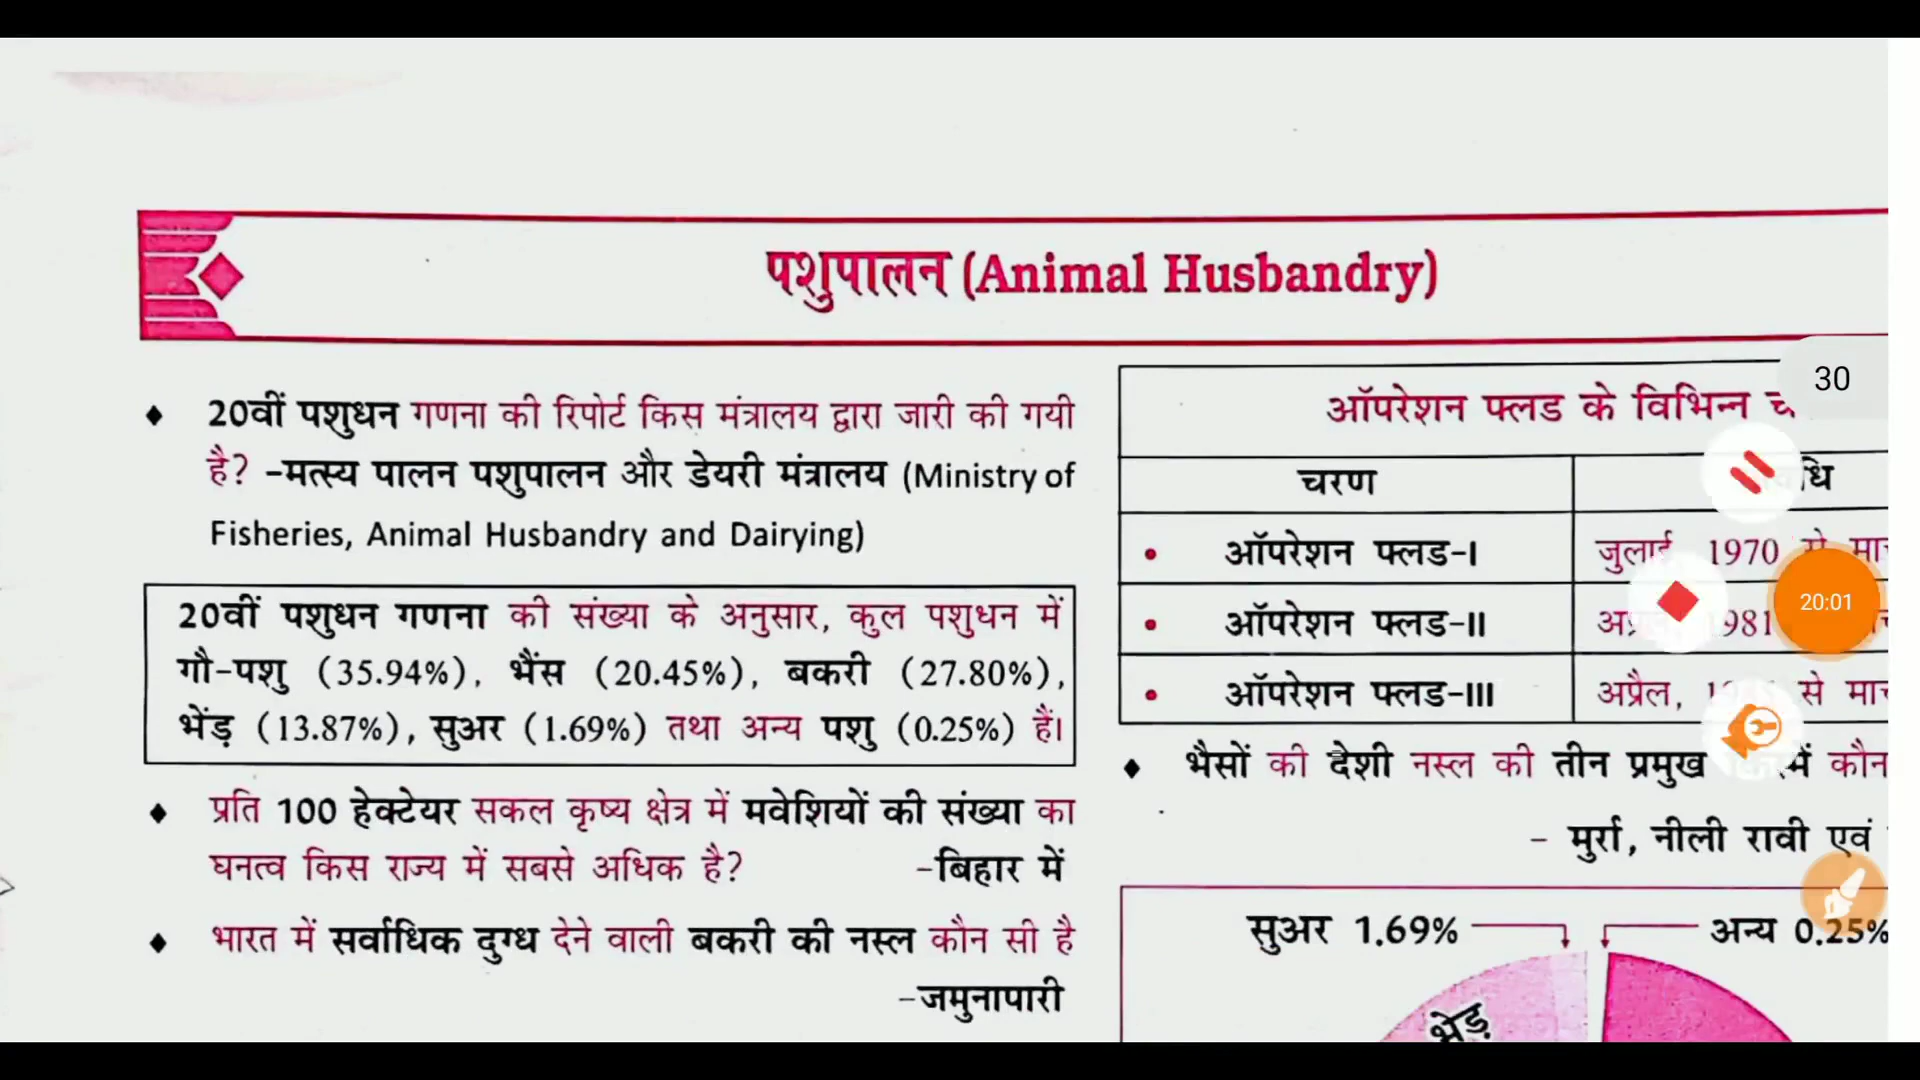 पशुपालन (Animal Husbandry)
♦ 20वीं पशुधन गणना की रिपोर्ट किस मंत्रालय द्वारा जारी की गयी
है? -मत्स्य पालन पशुपालन और डेयरी मंत्रालय (Ministry of
Fisheries, Animal Husbandry and Dairying)
20वीं पशुधन गणना की संख्या के अनुसार, कुल पशुधन में
गौ-पशु (35.94%), भैंस (20.45%), बकरी (27.80%),
भेंड़ (13.87%), सुअर (1.69%) तथा अन्य पशु (0.25%) हैं।
♦ प्रति 100 हेक्टेयर सकल कृष्य क्षेत्र में मवेशियों की संख्या का
घनत्व किस राज्य में सबसे अधिक है? -बिहार में
♦ भारत में सर्वाधिक दुग्ध देने वाली बकरी की नस्ल कौन सी है
-जमुनापारी
ऑपरेशन फ्लड के विभिन्न
चरण
• ऑपरेशन फ्लड-I जुलाई, 1970 से
• ऑपरेशन फ्लड-II 1981
• ऑपरेशन फ्लड-III अप्रैल, से
♦ भैसों की देशी नस्ल की तीन प्रमुख में कौन
- मुर्रा, नीली रावी एवं
सुअर 1.69% अन्य 0.25%
भेंड़
30
20:01